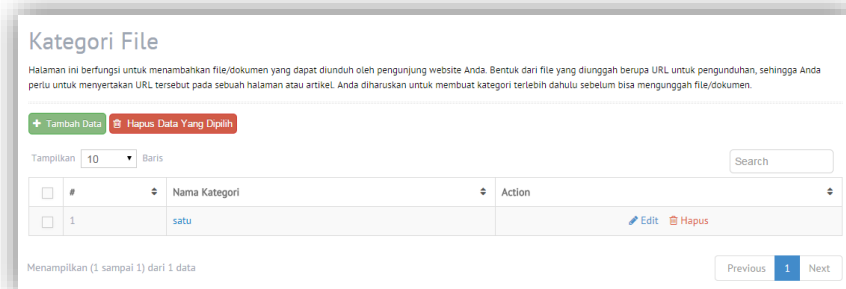 Kategori File
Halaman ini berfungsi untuk menambahkan file/dokumen yang dapat diunduh oleh pengunjung website Anda. Bentuk dari file yang diunggah berupa URL untuk pengunduhan, sehingga Anda
perlu untuk menyertakan URL tersebut pada sebuah halaman atau artikel. Anda diharuskan untuk membuat kategori terlebih dahulu sebelum bisa mengunggah file/dokumen.
Tambah Data Hapus Data Yang Dipilih
Tampilkan 10 Baris Search
# Nama Kategori Action
1 satu Edit Hapus
Menampilkan (1 sampai 1) dari 1 data Previous 1 Next